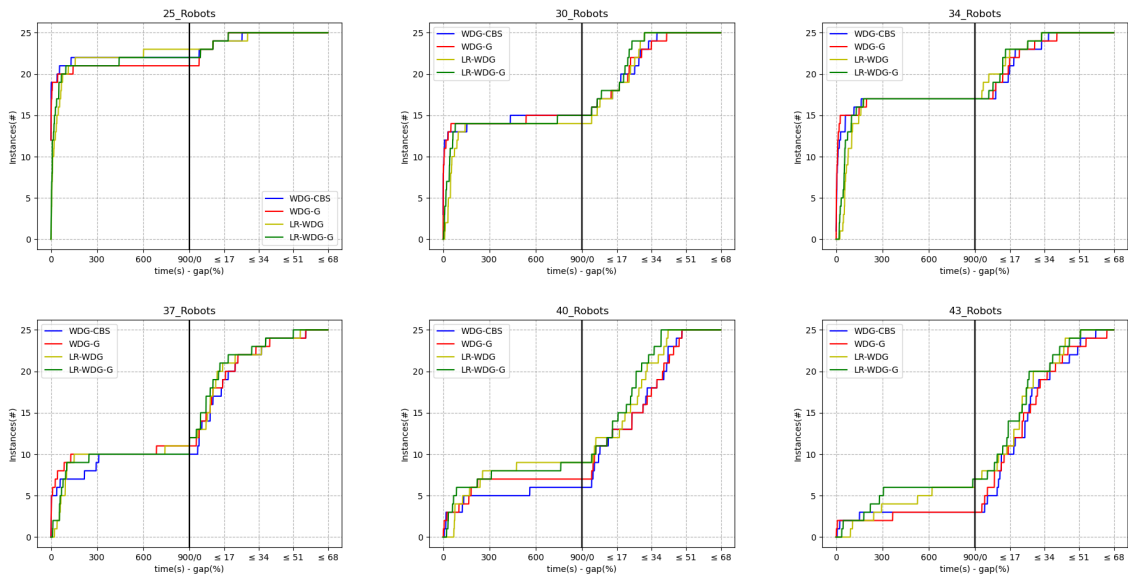 25_Robots
25
20
15
10
5
0
Instances(#)
WDG-CBS
WDG-G
LR-WDG
LR-WDG-G
0 300 600 900/0 ≤ 17 ≤ 34 ≤ 51 ≤ 68
time(s) - gap(%)
30_Robots
25
20
15
10
5
0
Instances(#)
WDG-CBS
WDG-G
LR-WDG
LR-WDG-G
0 300 600 900/0 ≤ 17 ≤ 34 ≤ 51 ≤ 68
time(s) - gap(%)
34_Robots
25
20
15
10
5
0
Instances(#)
WDG-CBS
WDG-G
LR-WDG
LR-WDG-G
0 300 600 900/0 ≤ 17 ≤ 34 ≤ 51 ≤ 68
time(s) - gap(%)
37_Robots
25
20
15
10
5
0
Instances(#)
WDG-CBS
WDG-G
LR-WDG
LR-WDG-G
0 300 600 900/0 ≤ 17 ≤ 34 ≤ 51 ≤ 68
time(s) - gap(%)
40_Robots
25
20
15
10
5
0
Instances(#)
WDG-CBS
WDG-G
LR-WDG
LR-WDG-G
0 300 600 900/0 ≤ 17 ≤ 34 ≤ 51 ≤ 68
time(s) - gap(%)
43_Robots
25
20
15
10
5
0
Instances(#)
WDG-CBS
WDG-G
LR-WDG
LR-WDG-G
0 300 600 900/0 ≤ 17 ≤ 34 ≤ 51 ≤ 68
time(s) - gap(%)